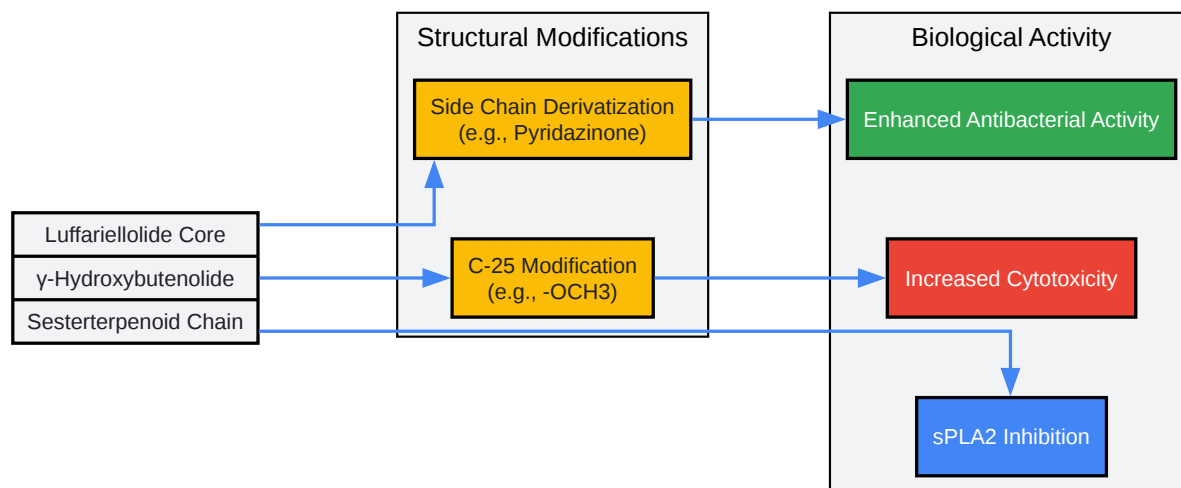 Structural Modifications
Biological Activity
Side Chain Derivatization
(e.g., Pyridazinone)
Enhanced Antibacterial Activity
Luffariellolide Core
γ-Hydroxybutenolide
Sesterterpenoid Chain
C-25 Modification
(e.g., -OCH3)
Increased Cytotoxicity
sPLA2 Inhibition